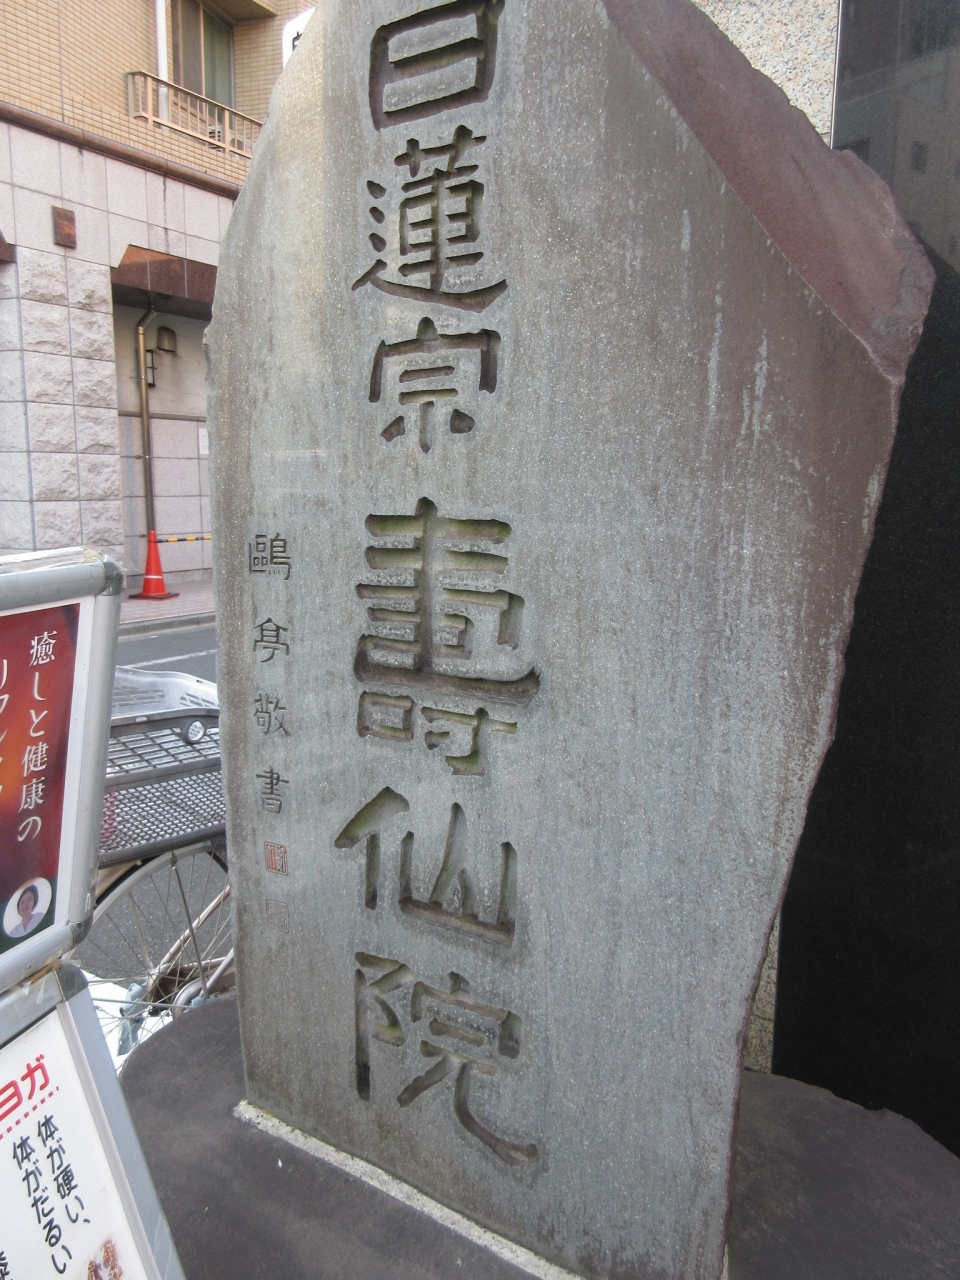 日蓮宗 壽仙院
鷗亭敬書
癒しと健康の
ヨガ
体が硬い、
体がだるい